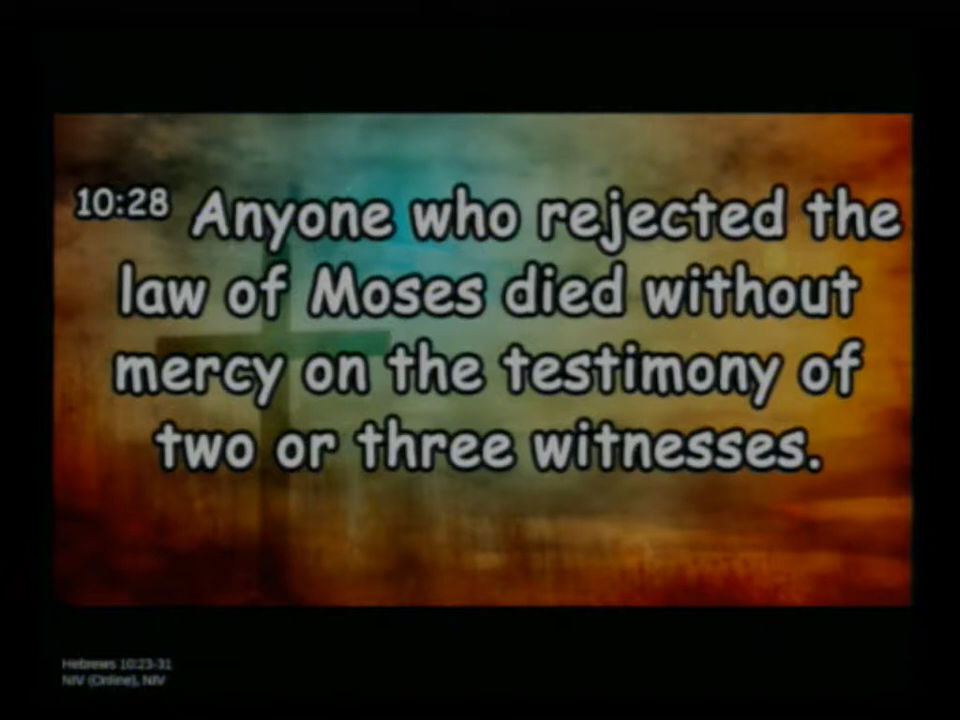 10:28 Anyone who rejected the
law of Moses died without
mercy on the testimony of
two or three witnesses.
Hebrews 10:23-31
NIV (Online), NIV